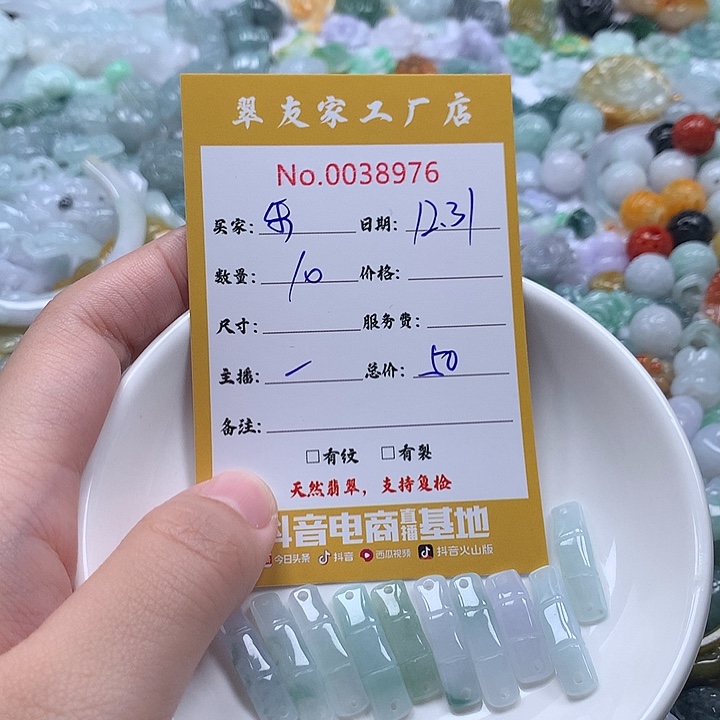 翠友家工厂店
No.0038976
买家: 乐 日期: 12.31
数量: 10 价格:
尺寸: 服务费:
主播: 一 总价: 50
备注:
□有纹 □有裂
天然翡翠，支持复检
抖音电商直播基地
今日头条 抖音 西瓜视频 抖音火山版